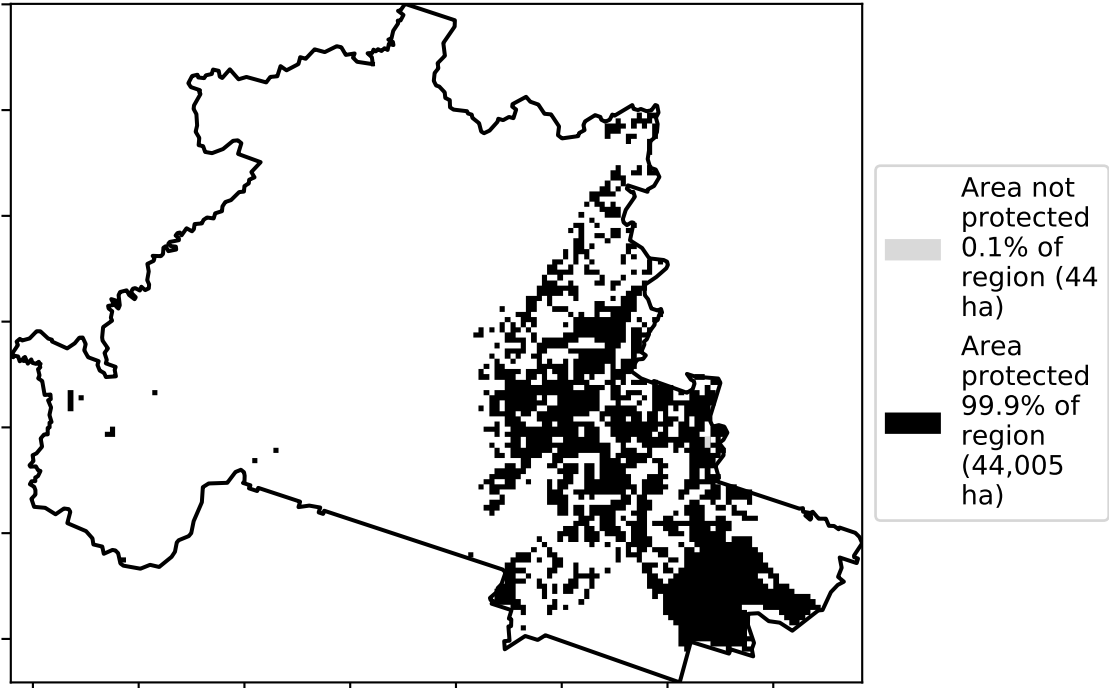 Area not
protected
0.1% of
region (44
ha)
Area
protected
99.9% of
region
(44,005
ha)